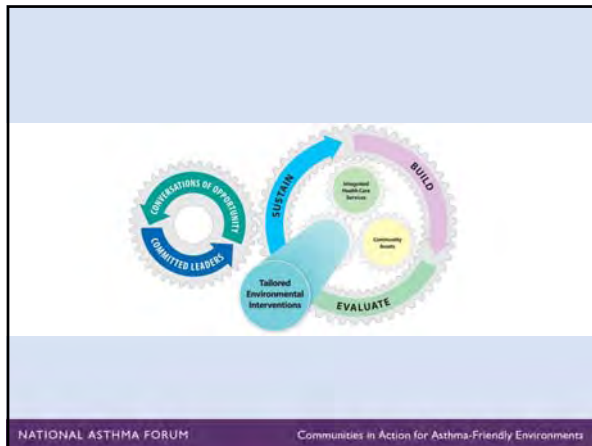 CONVERSATIONS OF OPPORTUNITY
COMMITTED LEADERS
SUSTAIN
BUILD
EVALUATE
Integrated
Health Care
Services
Community
Assets
Tailored
Environmental
Interventions
NATIONAL ASTHMA FORUM
Communities in Action for Asthma-Friendly Environments